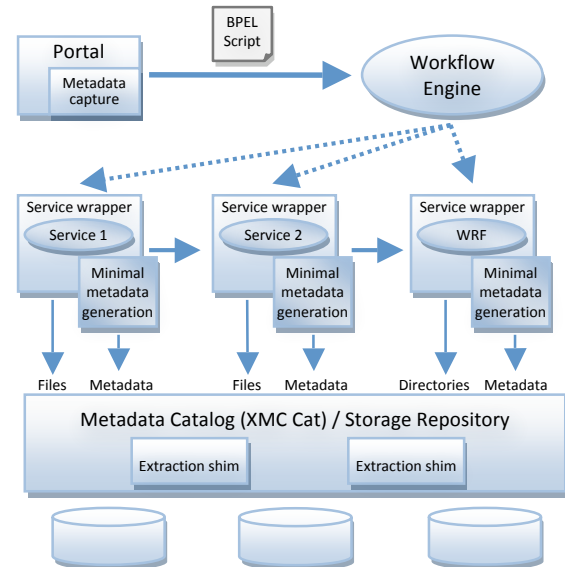 BPEL
Script
Portal
Metadata
capture
Workflow
Engine
Service wrapper
Service 1
Minimal
metadata
generation
Service wrapper
Service 2
Minimal
metadata
generation
Service wrapper
WRF
Minimal
metadata
generation
Files
Metadata
Files
Metadata
Directories
Metadata
Metadata Catalog (XMC Cat) / Storage Repository
Extraction shim
Extraction shim